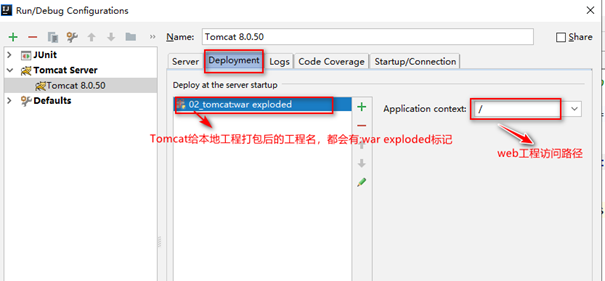 Run/Debug Configurations
Name: Tomcat 8.0.50
Share
JUnit
Tomcat Server
Tomcat 8.0.50
Defaults
Server Deployment Logs Code Coverage Startup/Connection
Deploy at the server startup
02_tomcat:war exploded
Application context: /
Tomcat给本地工程打包后的工程名，都会有:war exploded标记
web工程访问路径